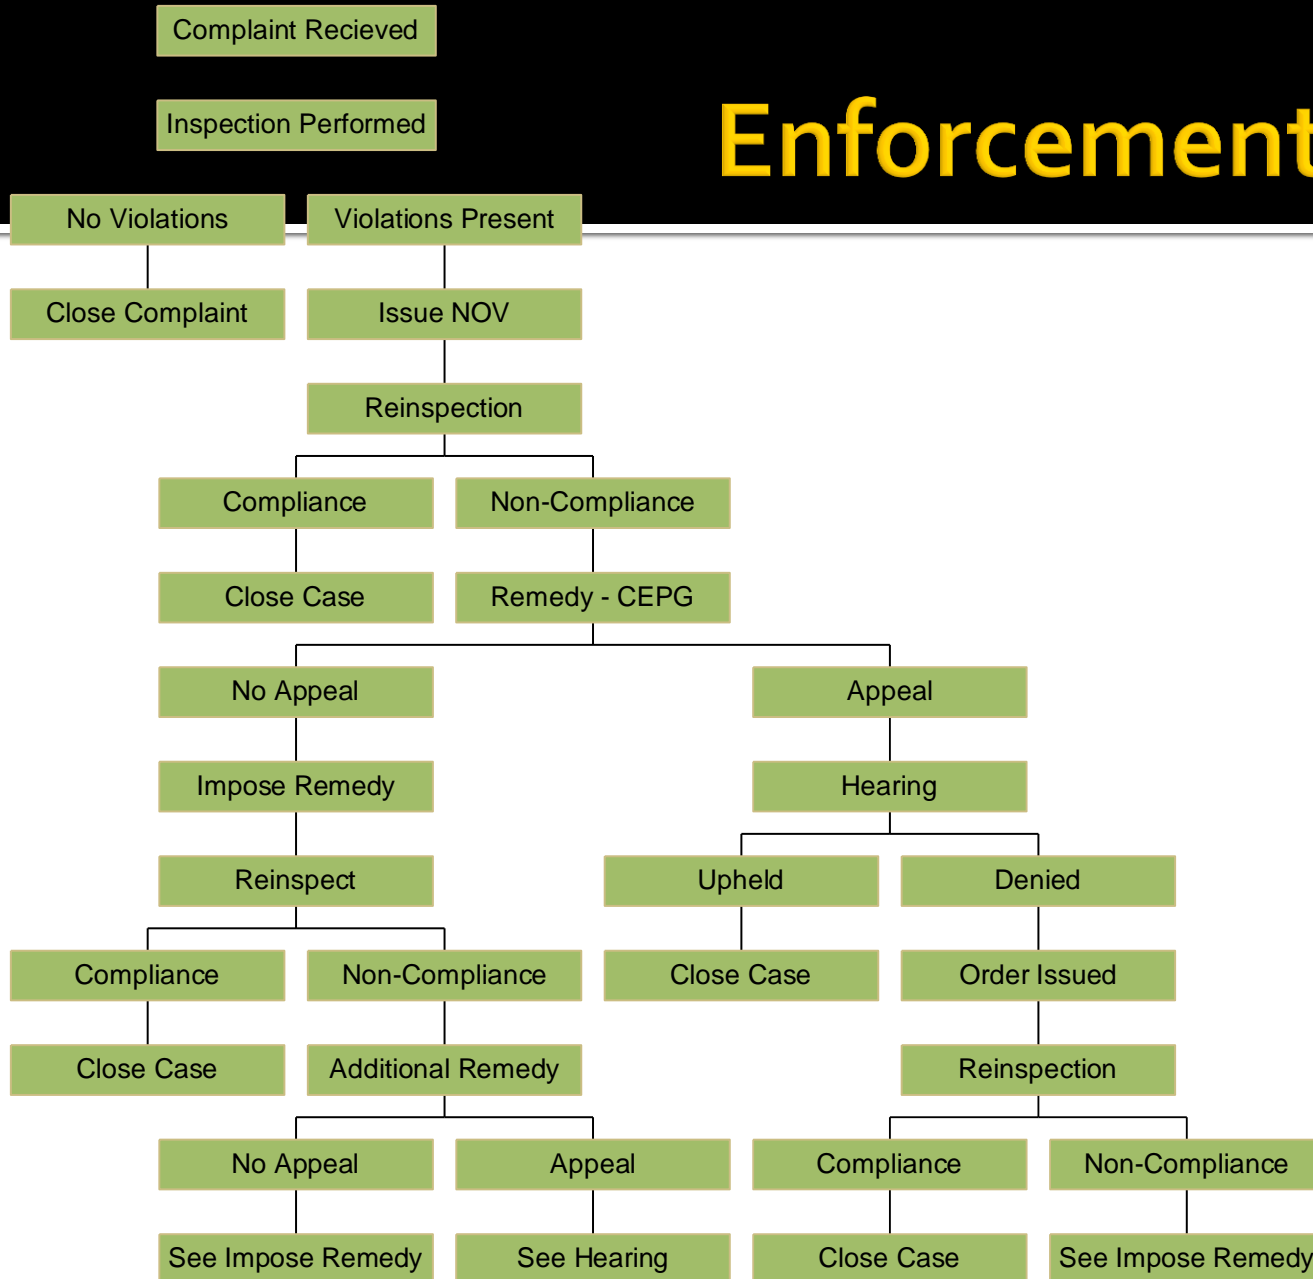 Complaint Recieved
Inspection Performed
Enforcement
No Violations
Violations Present
Close Complaint
Issue NOV
Reinspection
Compliance
Non-Compliance
Close Case
Remedy - CEPG
No Appeal
Appeal
Impose Remedy
Hearing
Reinspect
Upheld
Denied
Compliance
Non-Compliance
Close Case
Order Issued
Close Case
Additional Remedy
Reinspection
No Appeal
Appeal
Compliance
Non-Compliance
See Impose Remedy
See Hearing
Close Case
See Impose Remedy